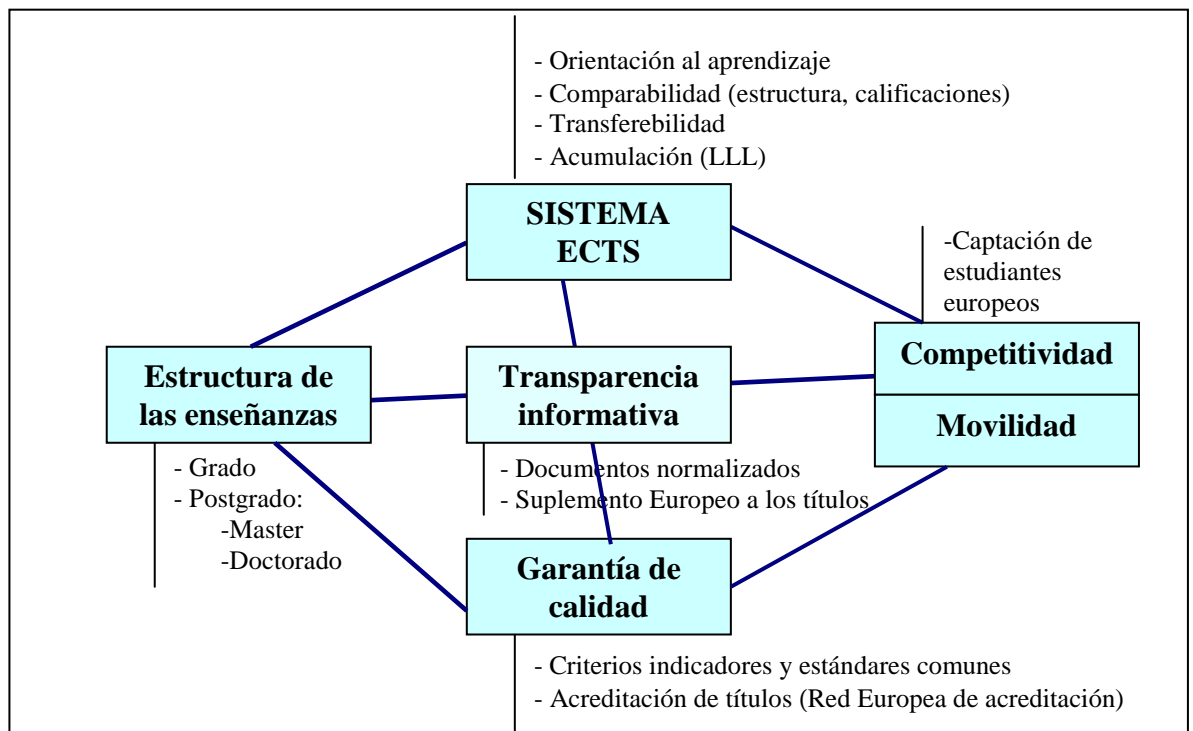 - Orientación al aprendizaje
- Comparabilidad (estructura, calificaciones)
- Transferebilidad
- Acumulación (LLL)
SISTEMA
ECTS
-Captación de
estudiantes
europeos
Estructura de
las enseñanzas
Transparencia
informativa
Competitividad
Movilidad
- Grado
- Postgrado:
-Master
-Doctorado
- Documentos normalizados
- Suplemento Europeo a los títulos
Garantía de
calidad
- Criterios indicadores y estándares comunes
- Acreditación de títulos (Red Europea de acreditación)